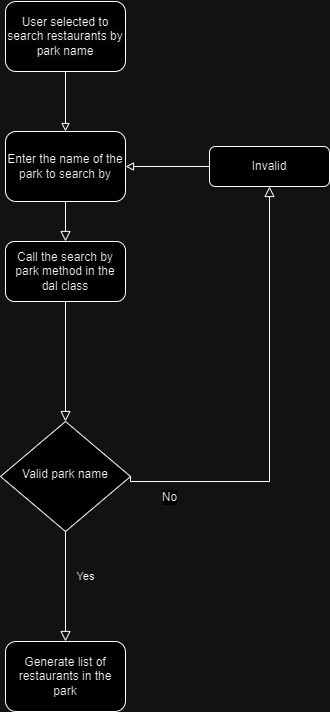 User selected to
search restaurants by
park name
Enter the name of the
park to search by
Invalid
Call the search by
park method in the
dal class
Valid park name
No
Yes
Generate list of
restaurants in the
park